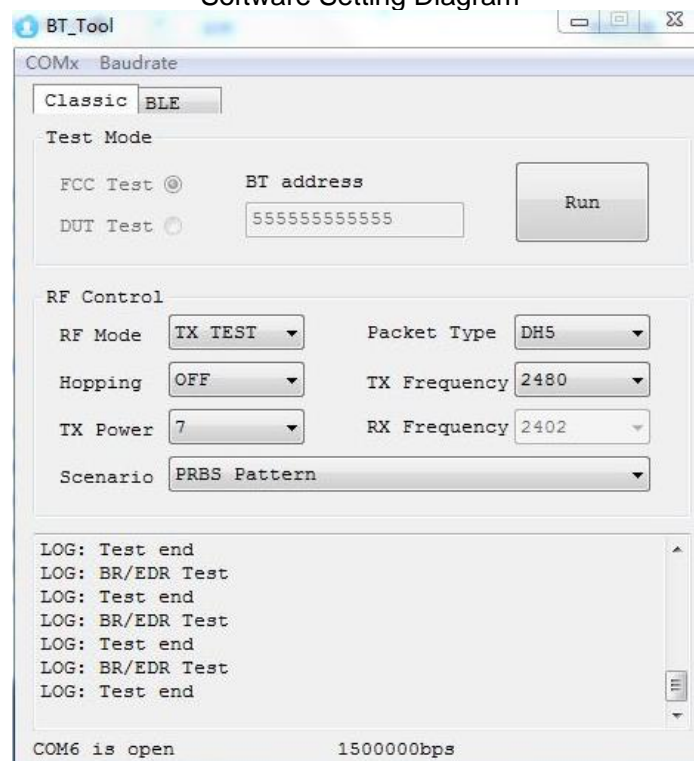 Software Setting Diagram
BT_Tool
COMx Baudrate
Classic BLE
Test Mode
FCC Test BT address
Run
DUT Test 555555555555
RF Control
RF Mode TX TEST Packet Type DH5
Hopping OFF TX Frequency 2480
TX Power 7 RX Frequency 2402
Scenario PRBS Pattern
LOG: Test end
LOG: BR/EDR Test
LOG: Test end
LOG: BR/EDR Test
LOG: Test end
LOG: BR/EDR Test
LOG: Test end
COM6 is open 1500000bps